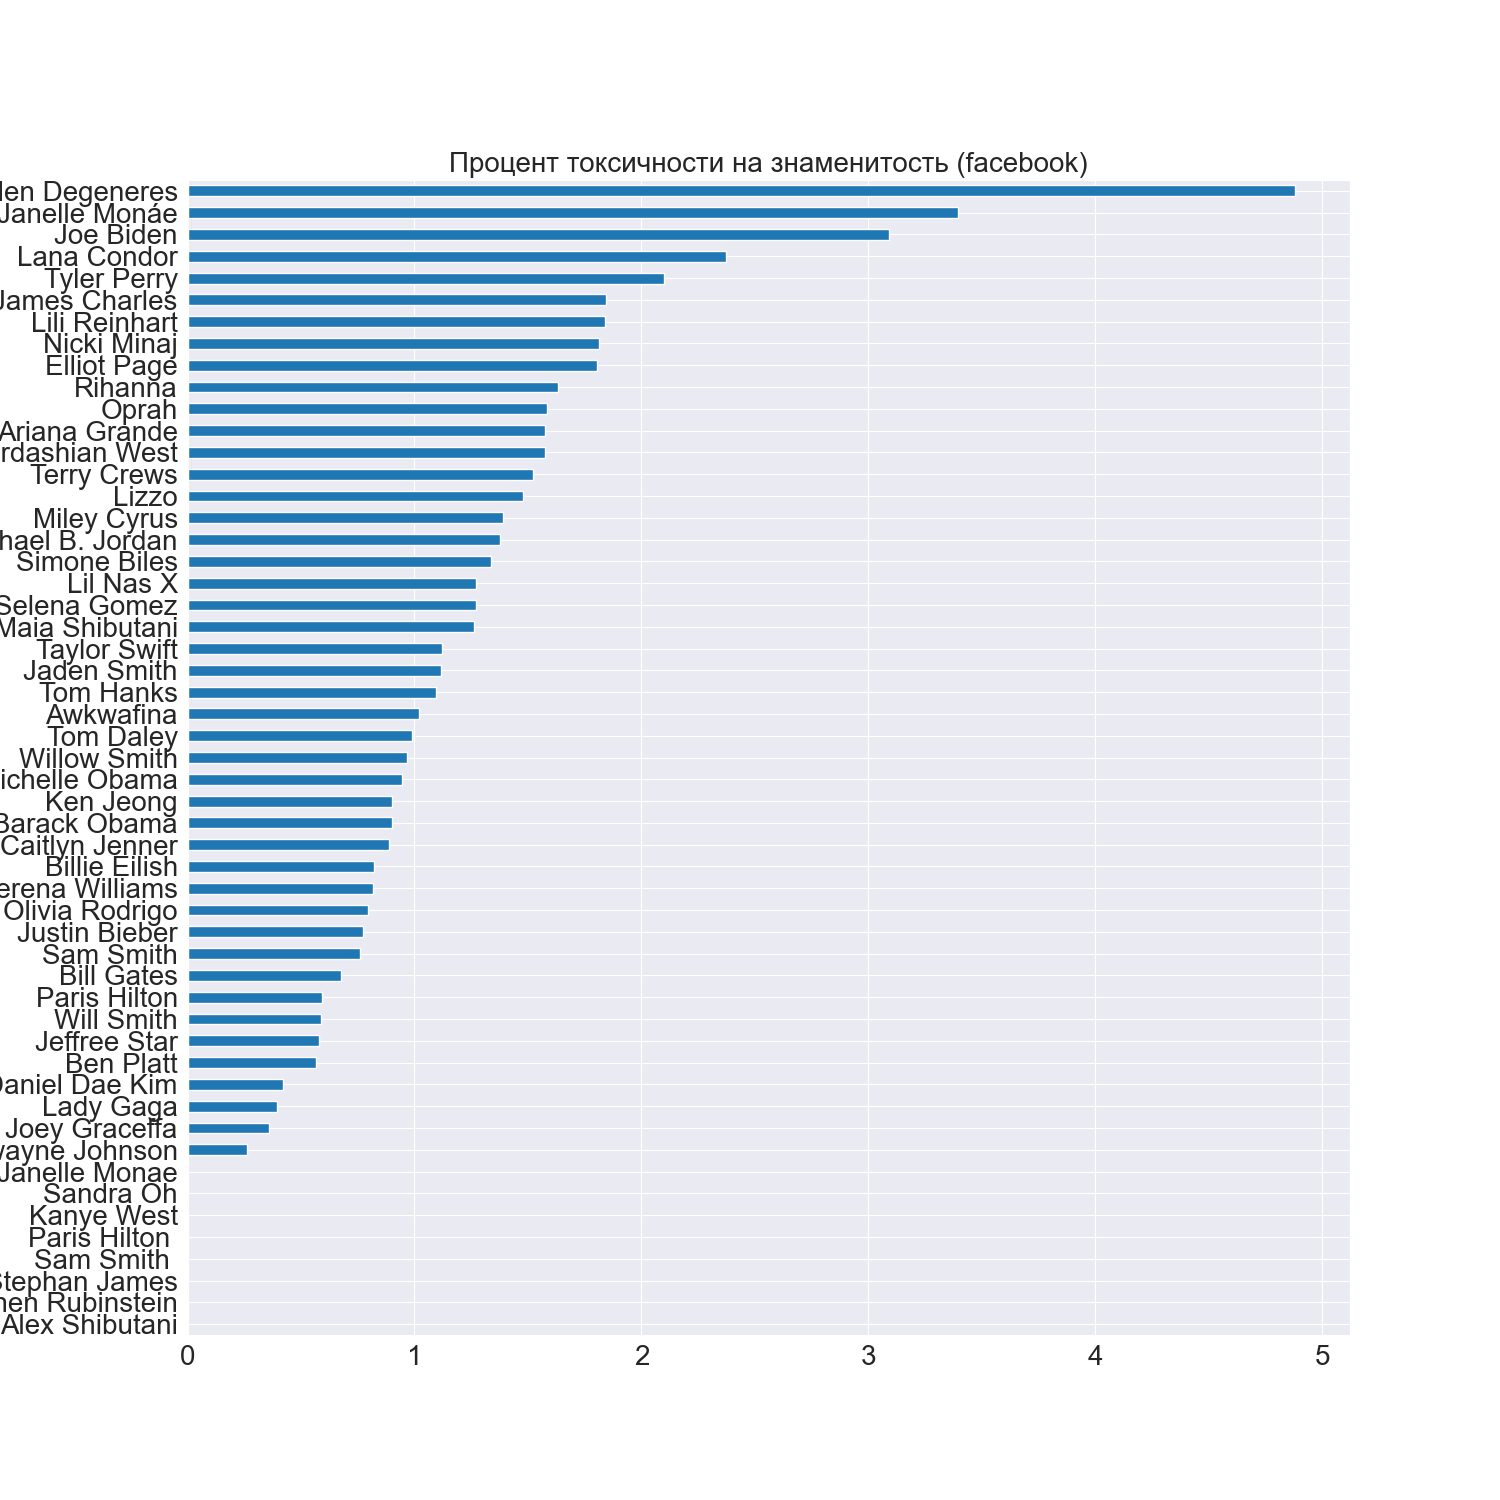 Процент токсичности на знаменитость (facebook)
len Degeneres
Janelle Monáe
Joe Biden
Lana Condor
Tyler Perry
James Charles
Lili Reinhart
Nicki Minaj
Elliot Page
Rihanna
Oprah
Ariana Grande
rdashian West
Terry Crews
Lizzo
Miley Cyrus
hael B. Jordan
Simone Biles
Lil Nas X
Selena Gomez
Maia Shibutani
Taylor Swift
Jaden Smith
Tom Hanks
Awkwafina
Tom Daley
Willow Smith
ichelle Obama
Ken Jeong
Barack Obama
Caitlyn Jenner
Billie Eilish
erena Williams
Olivia Rodrigo
Justin Bieber
Sam Smith
Bill Gates
Paris Hilton
Will Smith
Jeffree Star
Ben Platt
Daniel Dae Kim
Lady Gaga
Joey Graceffa
wayne Johnson
Janelle Monae
Sandra Oh
Kanye West
Paris Hilton
Sam Smith
Stephan James
hen Rubinstein
Alex Shibutani
0 1 2 3 4 5